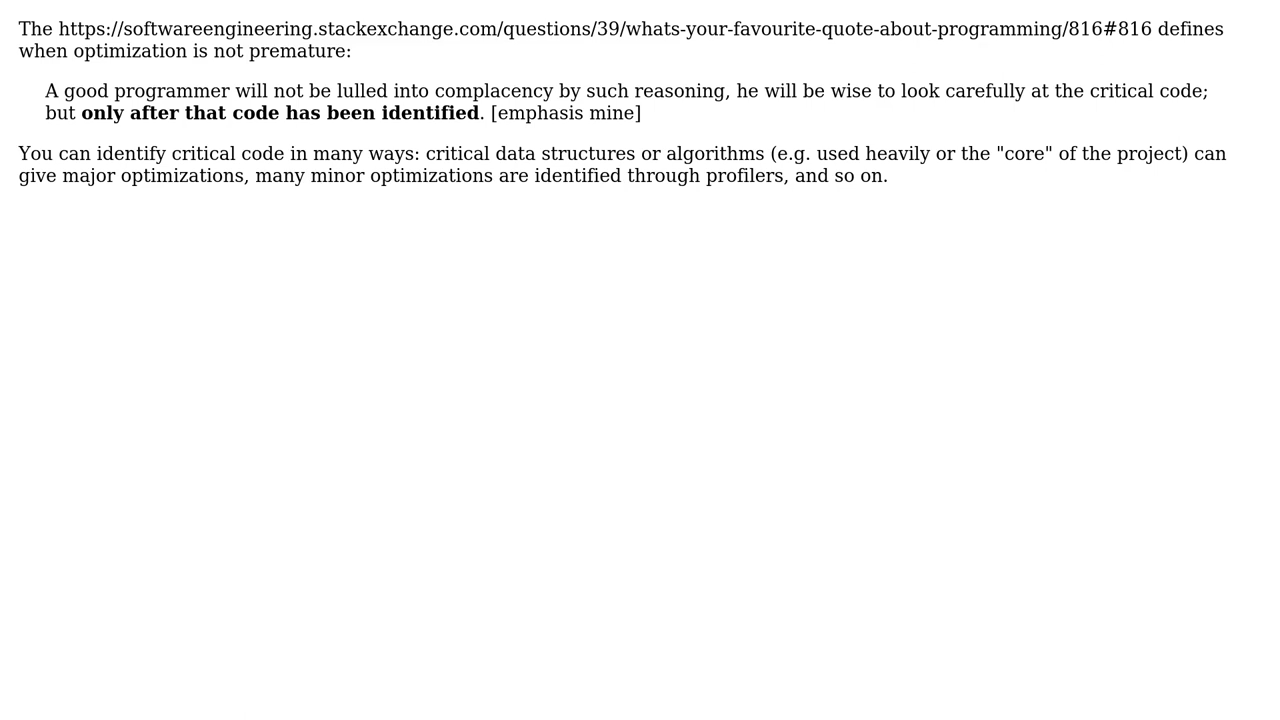 The https://softwareengineering.stackexchange.com/questions/39/whats-your-favourite-quote-about-programming/816#816 defines
when optimization is not premature:
A good programmer will not be lulled into complacency by such reasoning, he will be wise to look carefully at the critical code;
but only after that code has been identified. [emphasis mine]
You can identify critical code in many ways: critical data structures or algorithms (e.g. used heavily or the "core" of the project) can
give major optimizations, many minor optimizations are identified through profilers, and so on.